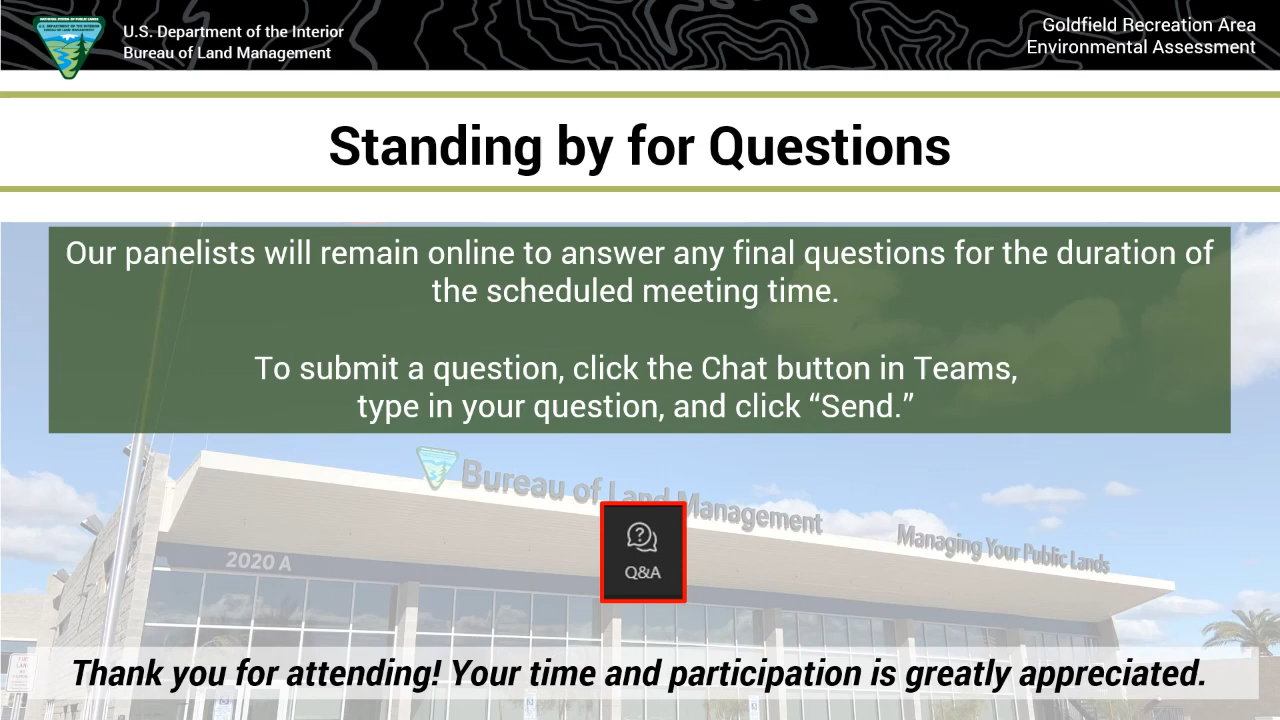 U.S. Department of the Interior
Bureau of Land Management
Goldfield Recreation Area
Environmental Assessment
Standing by for Questions
Our panelists will remain online to answer any final questions for the duration of
the scheduled meeting time.
To submit a question, click the Chat button in Teams,
type in your question, and click “Send.”
Bureau of Land Management
Managing Your Public Lands
2020 A
Q&A
Thank you for attending! Your time and participation is greatly appreciated.